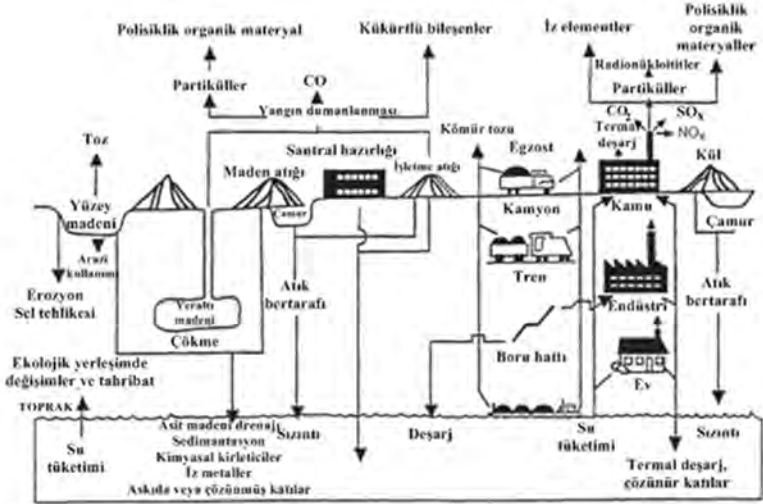 Polisiklik organik materyal
Kükürtlü bileşenler
İz elementler
Polisiklik
organik
materyaller
Radionükloititler
Partiküller
CO
Partiküller
Yangın dumanlanması
CO₂
SOₓ
NOₓ
Termal
deşarj
Kömür tozu
Egzost
Kül
Toz
Santral hazırlığı
Maden atığı
İşletme atığı
Yüzey
madeni
Çamur
Kamyon
Kamu
Çamur
Arazi
kullanımı
Tren
Erozyon
Sel tehlikesi
Yeraltı
madeni
Çökme
Atık
bertarafı
Endüstri
Atık
bertarafı
Boru hattı
Ekolojik yerleşimde
değişimler ve tahribat
Ev
TOPRAK
Su
tüketimi
Asit madeni drenajı
Sedimantasyon
Kimyasal kirleticiler
İz metaller
Askıda veya çözünmüş katılar
Sızıntı
Deşarj
Su
tüketimi
Sızıntı
Termal deşarj,
çözünür katılar